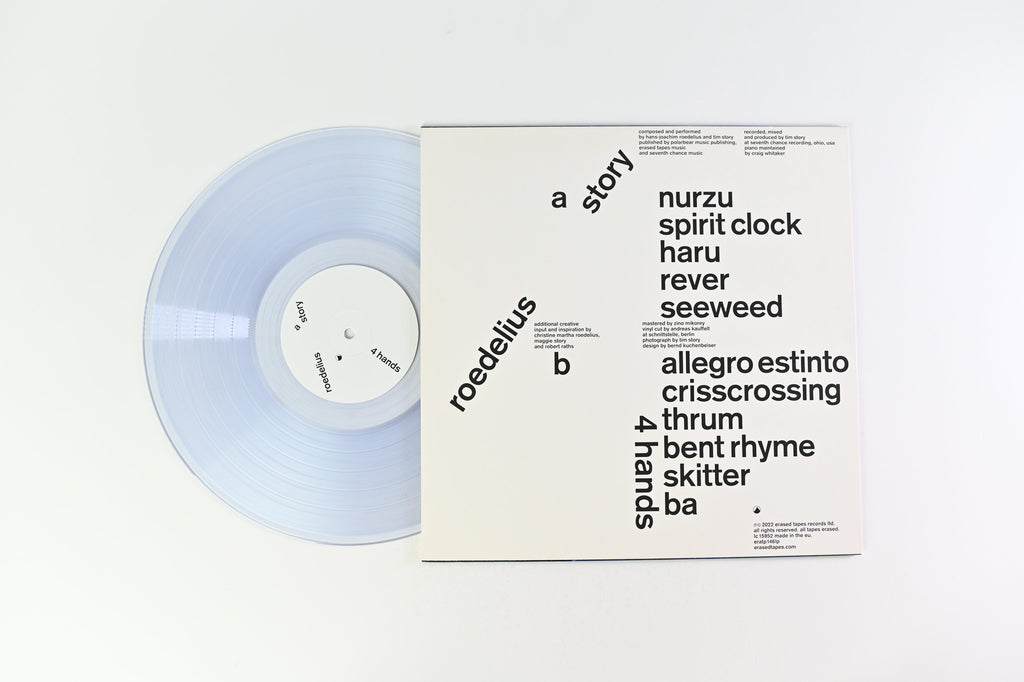 a
story
roedelius
4 hands
composed and performed
by hans-joachim roedelius and tim story
published by polarbear music publishing,
erased tapes music
and seventh chance music
recorded, mixed
and produced by tim story
at seventh chance recording, ohio, usa
piano maintained
by craig whitaker
a
story
nurzu
spirit clock
haru
rever
seeweed
roedelius
additional creative
input and inspiration by
christine martha roedelius,
maggie story
and robert raths
mastered by zino mikorey
vinyl cut by andreas kauffelt
at schnittstelle, berlin
photograph by tim story
design by bernd kuchenbeiser
b
allegro estinto
crisscrossing
thrum
bent rhyme
skitter
ba
4 hands
℗© 2022 erased tapes records ltd.
all rights reserved. all tapes erased.
lc 15952 made in the eu.
eratp146lp
erasedtapes.com